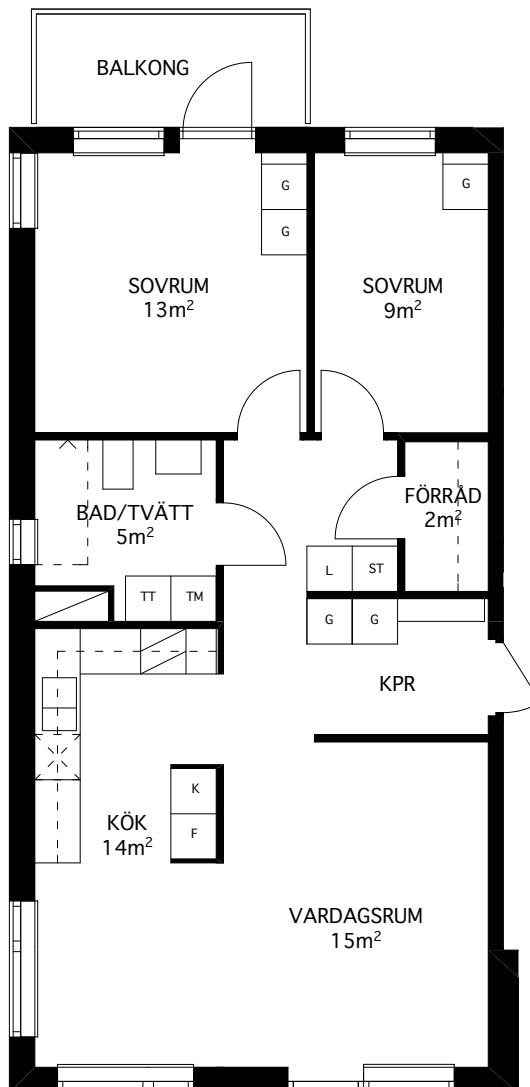 BALKONG
G
G
G
SOVRUM
13m²
SOVRUM
9m²
BAD/TVÄTT
5m²
FÖRRÅD
2m²
L
ST
TT
TM
G
G
KPR
K
F
KÖK
14m²
VARDAGSRUM
15m²